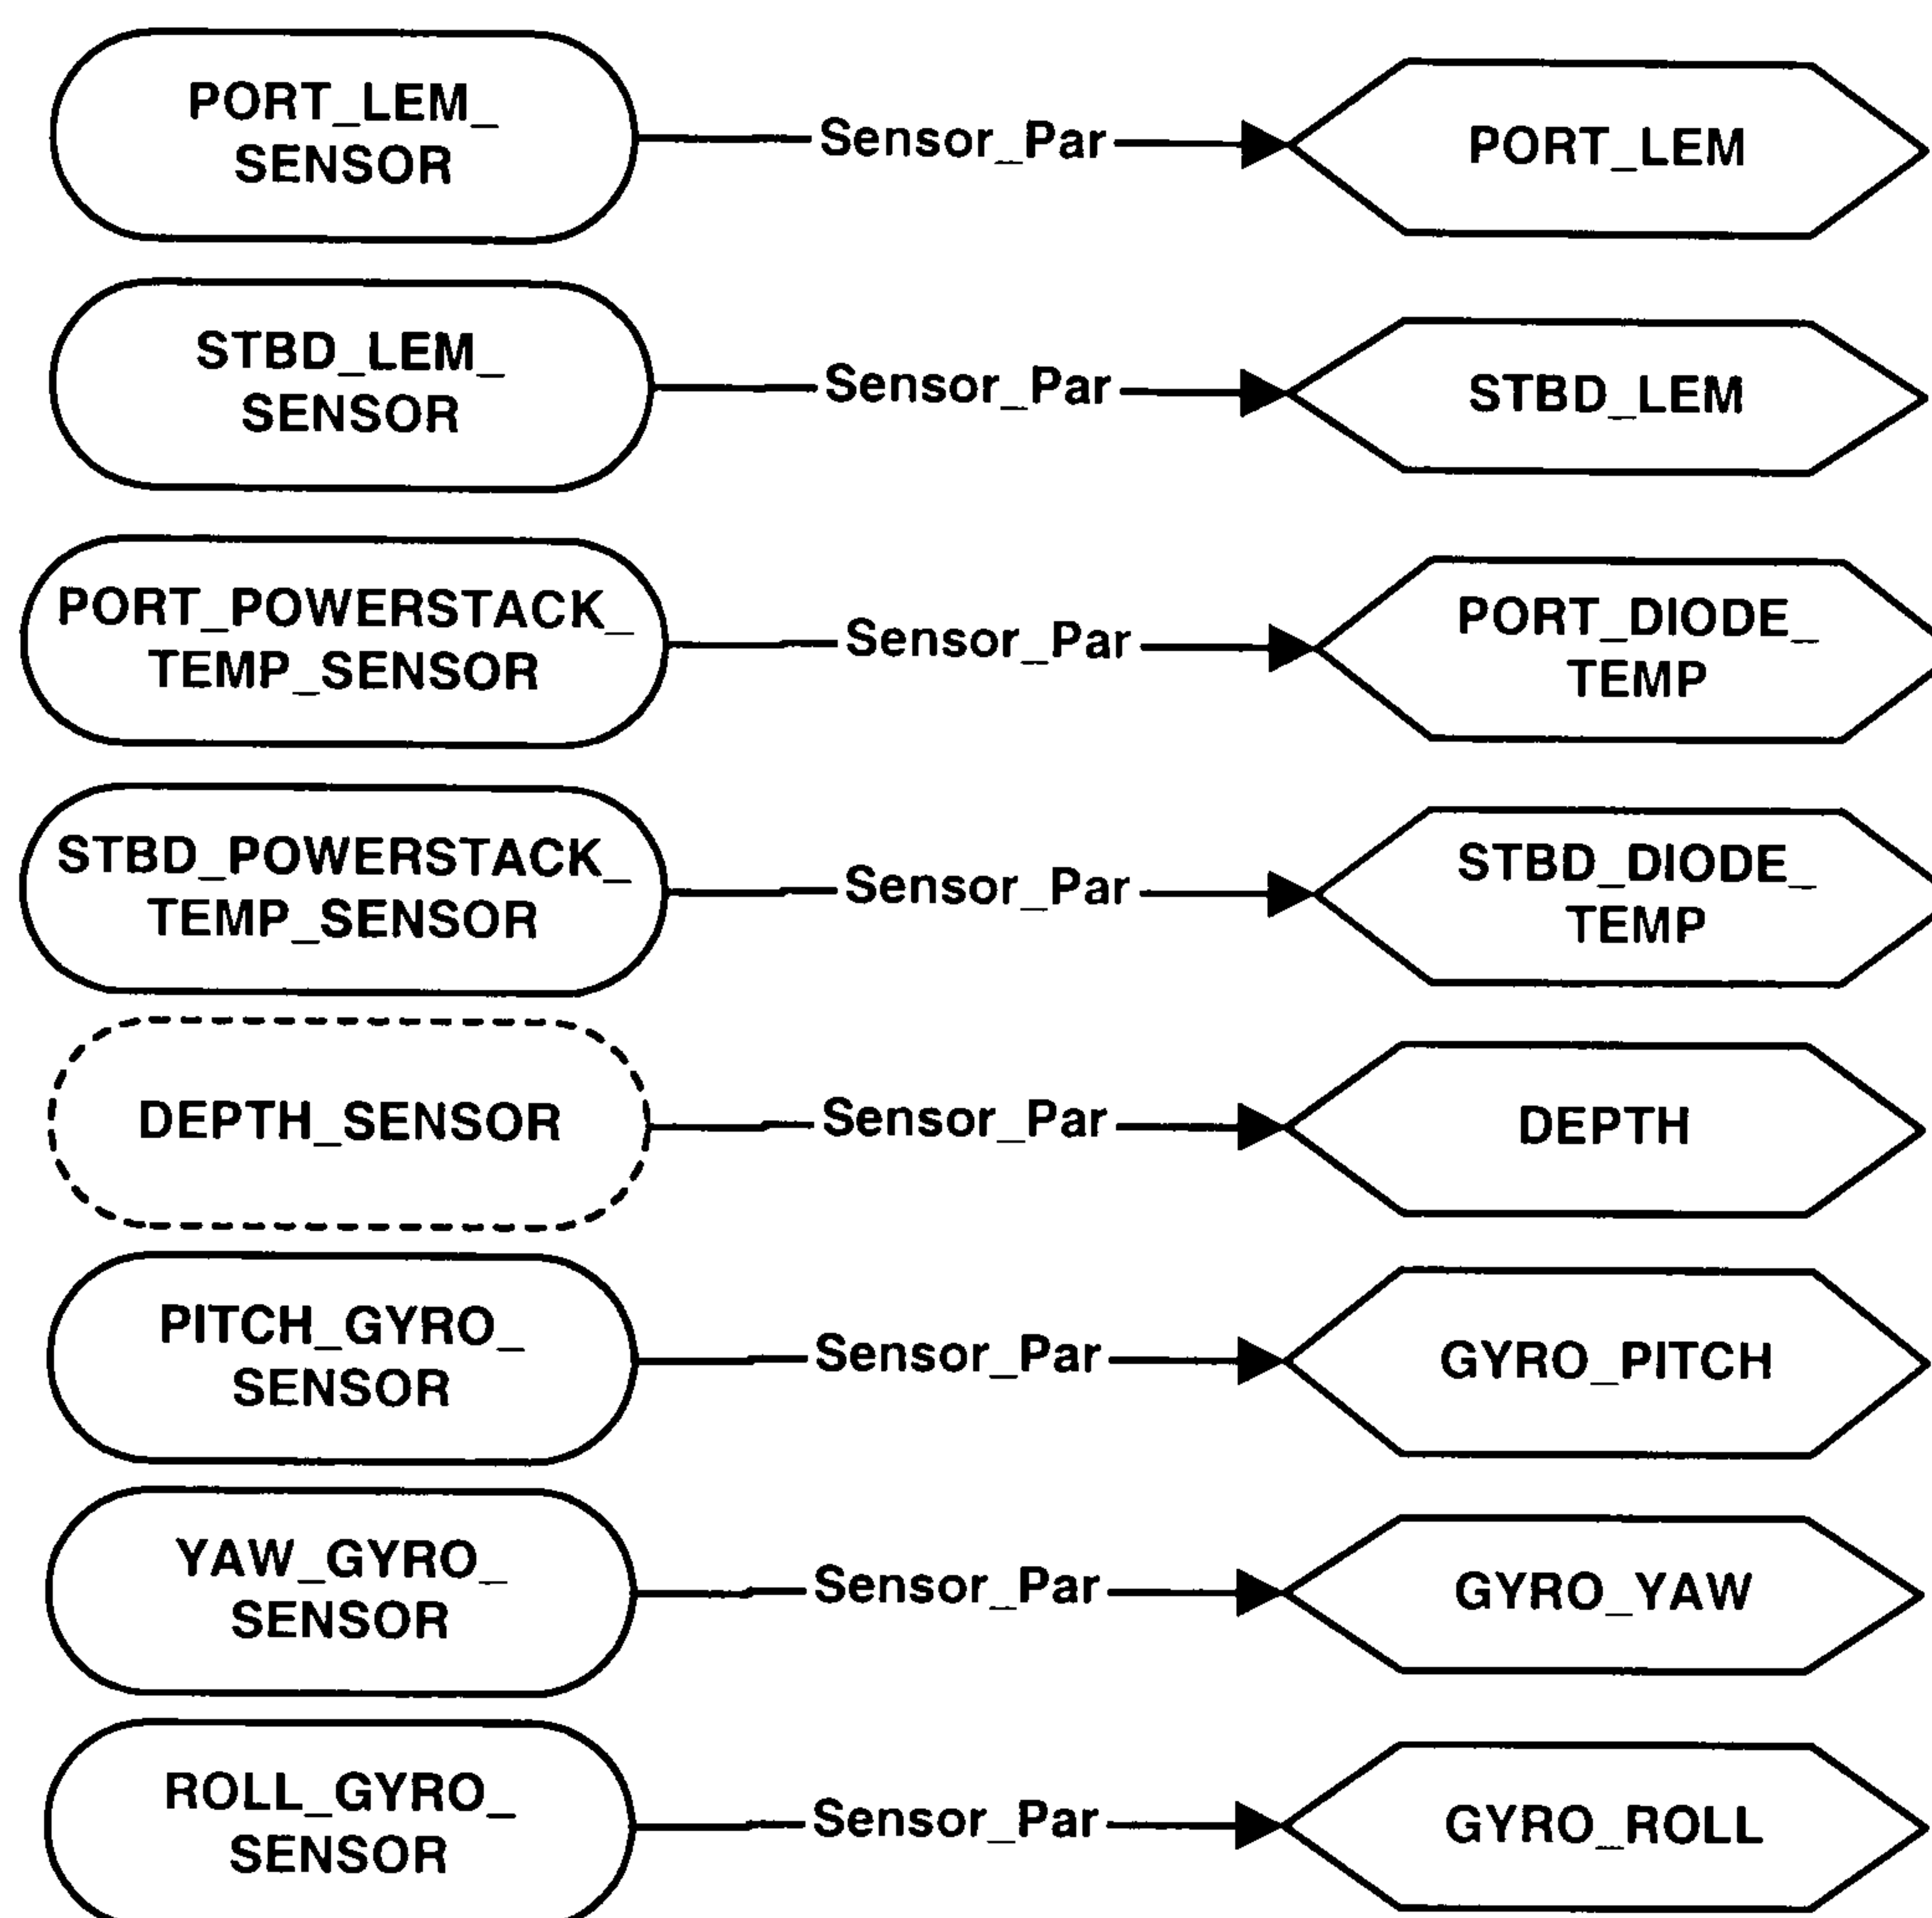 PORT_LEM_
SENSOR
Sensor_Par
PORT_LEM
STBD_LEM_
SENSOR
Sensor_Par
STBD_LEM
PORT_POWERSTACK_
TEMP_SENSOR
Sensor_Par
PORT_DIODE_
TEMP
STBD_POWERSTACK_
TEMP_SENSOR
Sensor_Par
STBD_DIODE_
TEMP
DEPTH_SENSOR
Sensor_Par
DEPTH
PITCH_GYRO_
SENSOR
Sensor_Par
GYRO_PITCH
YAW_GYRO_
SENSOR
Sensor_Par
GYRO_YAW
ROLL_GYRO_
SENSOR
Sensor_Par
GYRO_ROLL